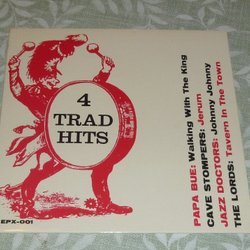 4
TRAD
HITS
EPX-001
PAPA BUE: Walking With The King
CAVE STOMPERS: Jerum
JAZZ DOCTORS: Johnny Johnny
THE LORDS: Tavern In The Town